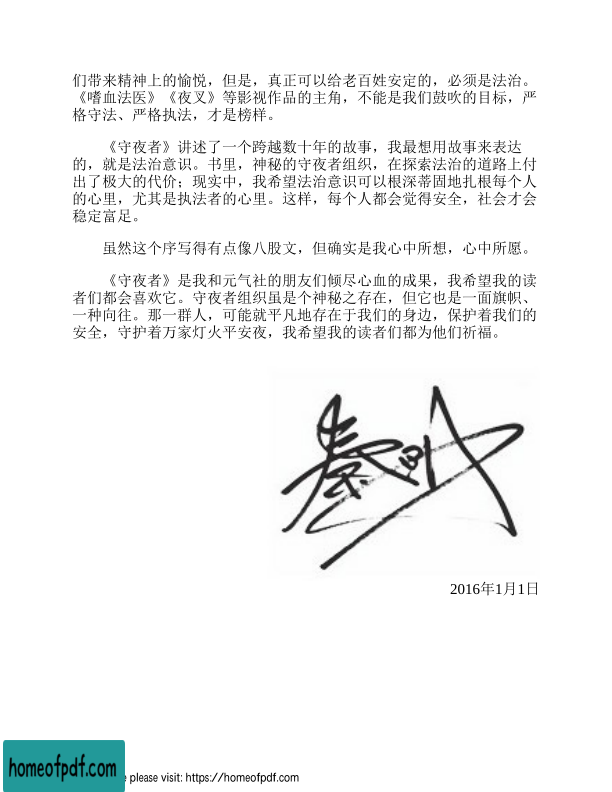 们带来精神上的愉悦，但是，真正可以给老百姓安定的，必须是法治。
《嗜血法医》《夜叉》等影视作品的主角，不能是我们鼓吹的目标，严
格守法、严格执法，才是榜样。
《守夜者》讲述了一个跨越数十年的故事，我最想用故事来表达
的，就是法治意识。书里，神秘的守夜者组织，在探索法治的道路上付
出了极大的代价；现实中，我希望法治意识可以根深蒂固地扎根每个人
的心里，尤其是执法者的心里。这样，每个人都会觉得安全，社会才会
稳定富足。
虽然这个序写得有点像八股文，但确实是我心中所想，心中所愿。
《守夜者》是我和元气社的朋友们倾尽心血的成果，我希望我的读
者们都会喜欢它。守夜者组织虽是个神秘之存在，但它也是一面旗帜、
一种向往。那一群人，可能就平凡地存在于我们的身边，保护着我们的
安全，守护着万家灯火平安夜，我希望我的读者们都为他们祈福。
秦明
2016年1月1日
homeofpdf.com
e please visit: https://homeofpdf.com